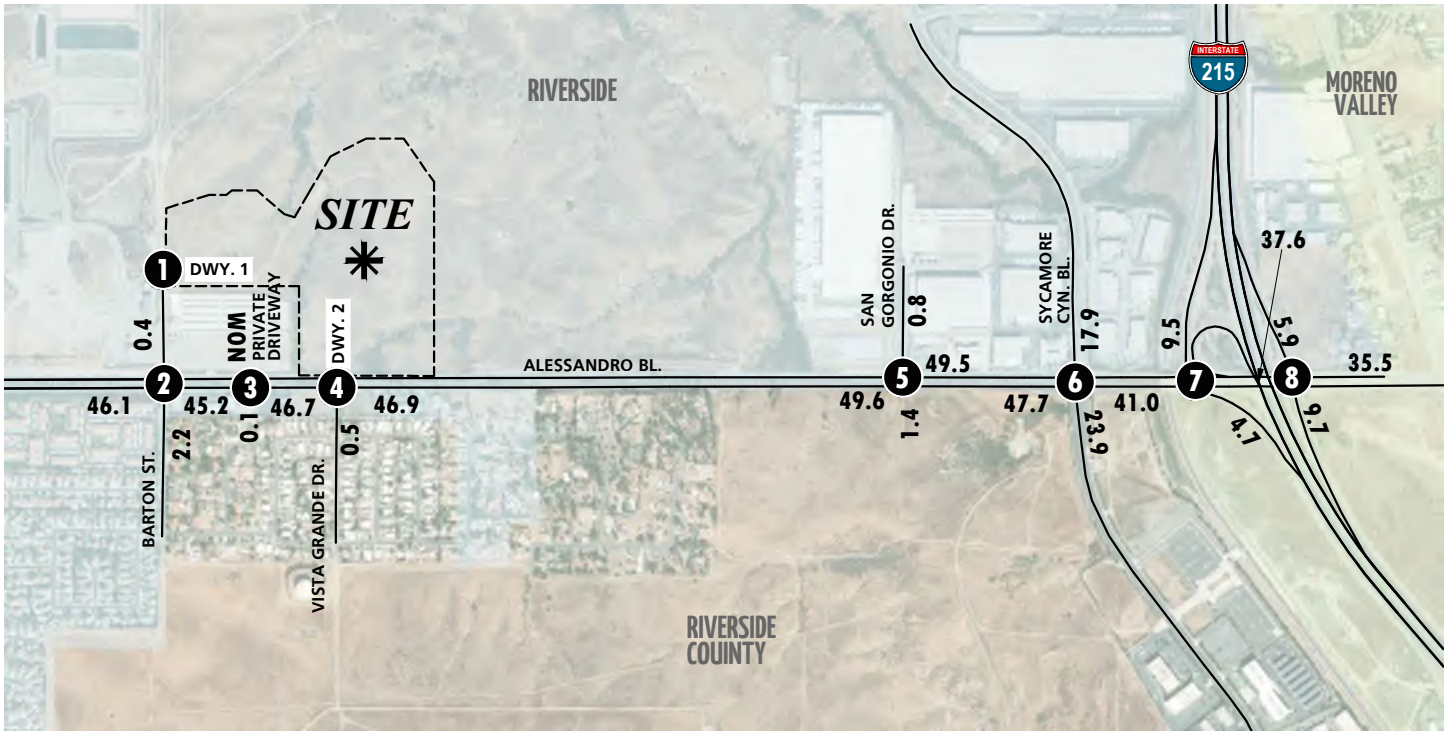 INTERSTATE
215
RIVERSIDE
MORENO
VALLEY
SITE
37.6
1
DWY. 1
NOM
PRIVATE
DRIVEWAY
DWY. 2
SAN
GORGONIO DR.
0.8
SYCAMORE
CYN. BL.
17.9
9.5
5.9
0.4
ALESSANDRO BL.
49.5
35.5
2
3
4
5
6
7
8
46.1
45.2
46.7
46.9
49.6
47.7
41.0
2.2
0.1
0.5
1.4
23.9
4.7
9.7
BARTON ST.
VISTA GRANDE DR.
RIVERSIDE
COUNTY